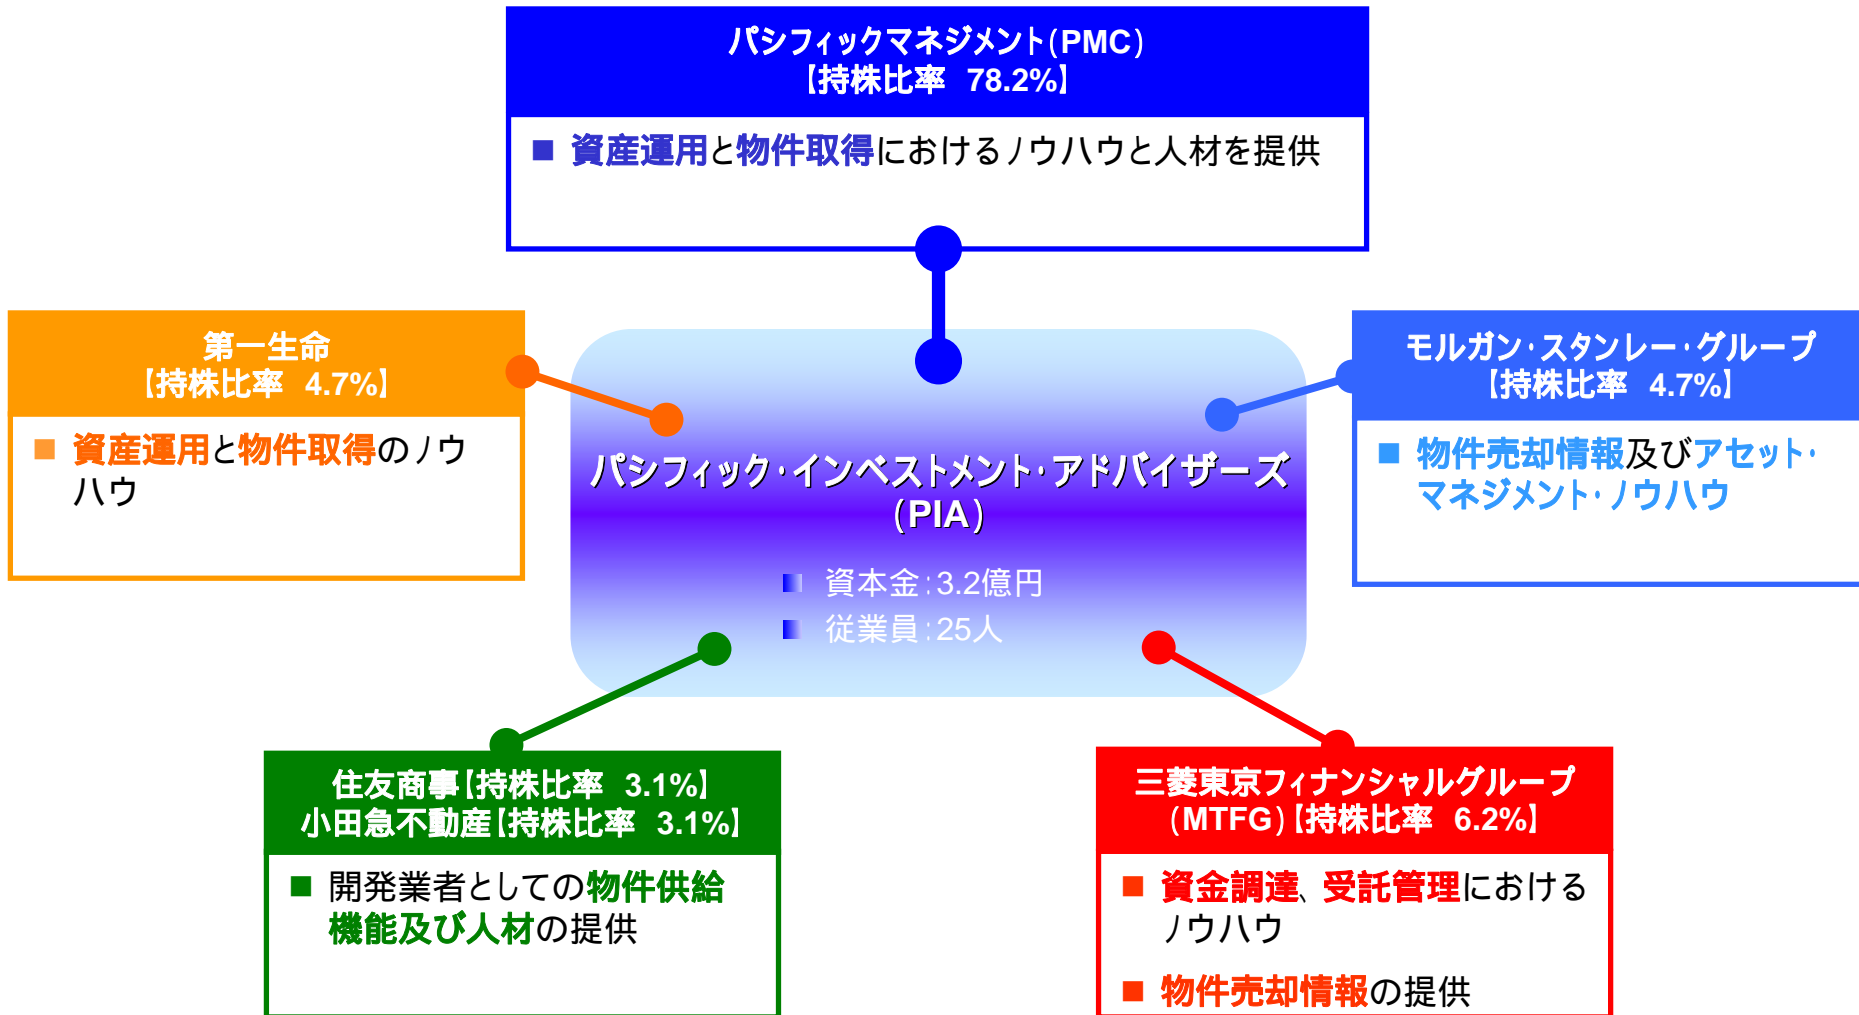 パシフィックマネジメント(PMC)
【持株比率 78.2%】
■ 資産運用と物件取得におけるノウハウと人材を提供
第一生命
【持株比率 4.7%】
■ 資産運用と物件取得のノウ
ハウ
モルガン・スタンレー・グループ
【持株比率 4.7%】
■ 物件売却情報及びアセット・
マネジメント・ノウハウ
パシフィック・インベストメント・アドバイザーズ
(PIA)
■ 資本金:3.2億円
■ 従業員:25人
住友商事【持株比率 3.1%】
小田急不動産【持株比率 3.1%】
■ 開発業者としての物件供給
機能及び人材の提供
三菱東京フィナンシャルグループ
(MTFG)【持株比率 6.2%】
■ 資金調達、受託管理における
ノウハウ
■ 物件売却情報の提供